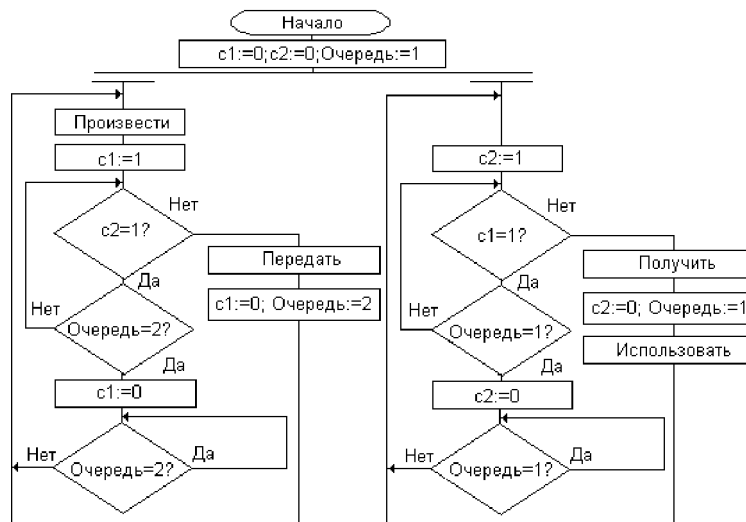 Начало
c1:=0;c2:=0;Очередь:=1
Произвести
c1:=1
Нет
c2=1?
Передать
Да
c1:=0; Очередь:=2
Нет
Очередь=2?
Да
c1:=0
Нет
Очередь=2?
Да
c2:=1
Нет
c1=1?
Получить
Да
c2:=0; Очередь:=1
Нет
Очередь=1?
Использовать
Да
c2:=0
Нет
Очередь=1?
Да